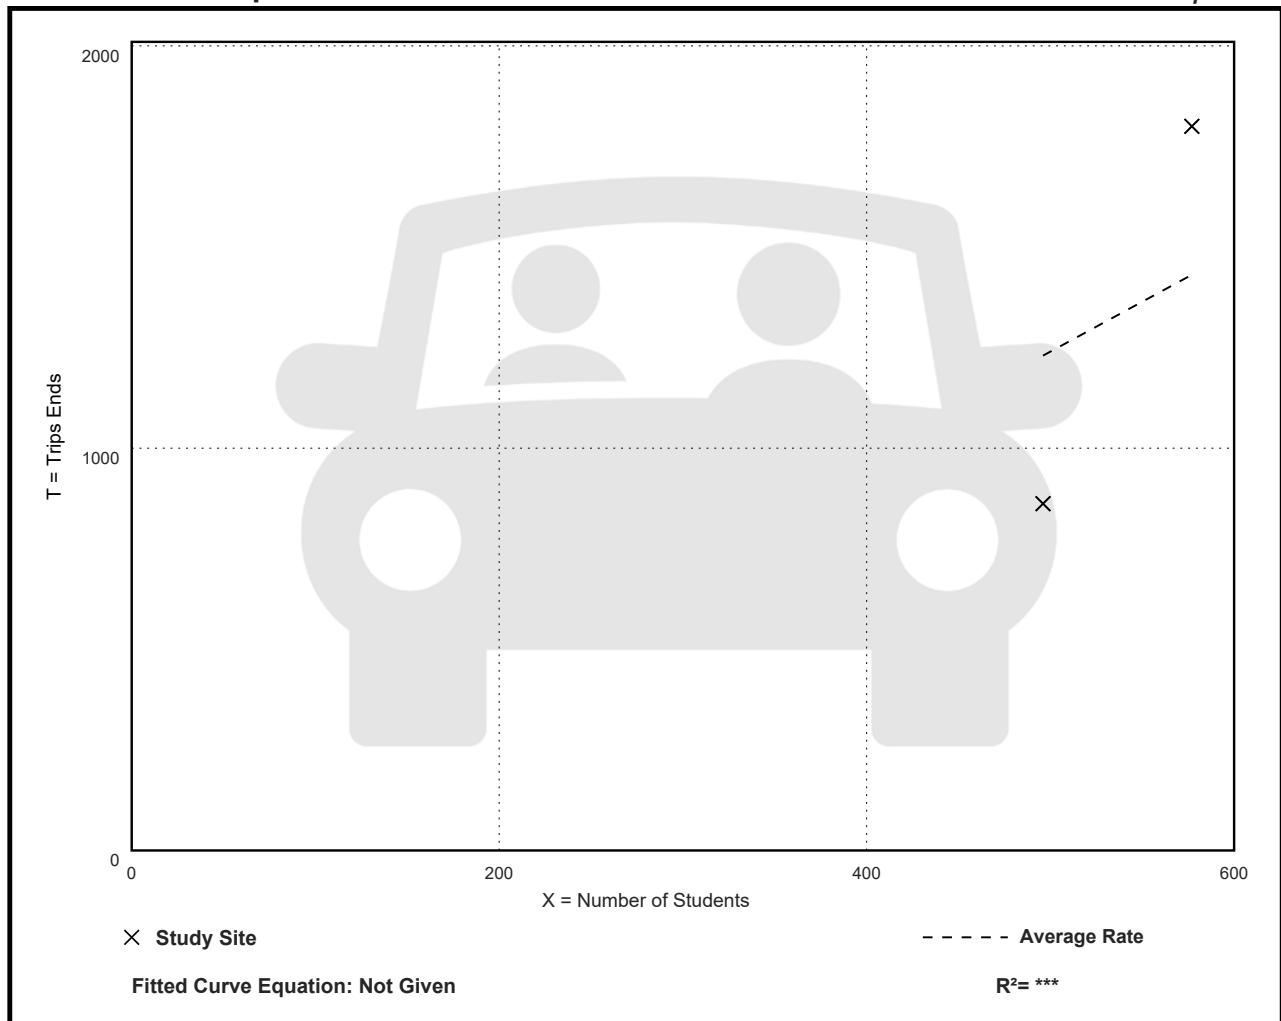 2000
1000
0
T = Trips Ends
0 200 400 600
X = Number of Students
Study Site
Average Rate
Fitted Curve Equation: Not Given
R²= ***